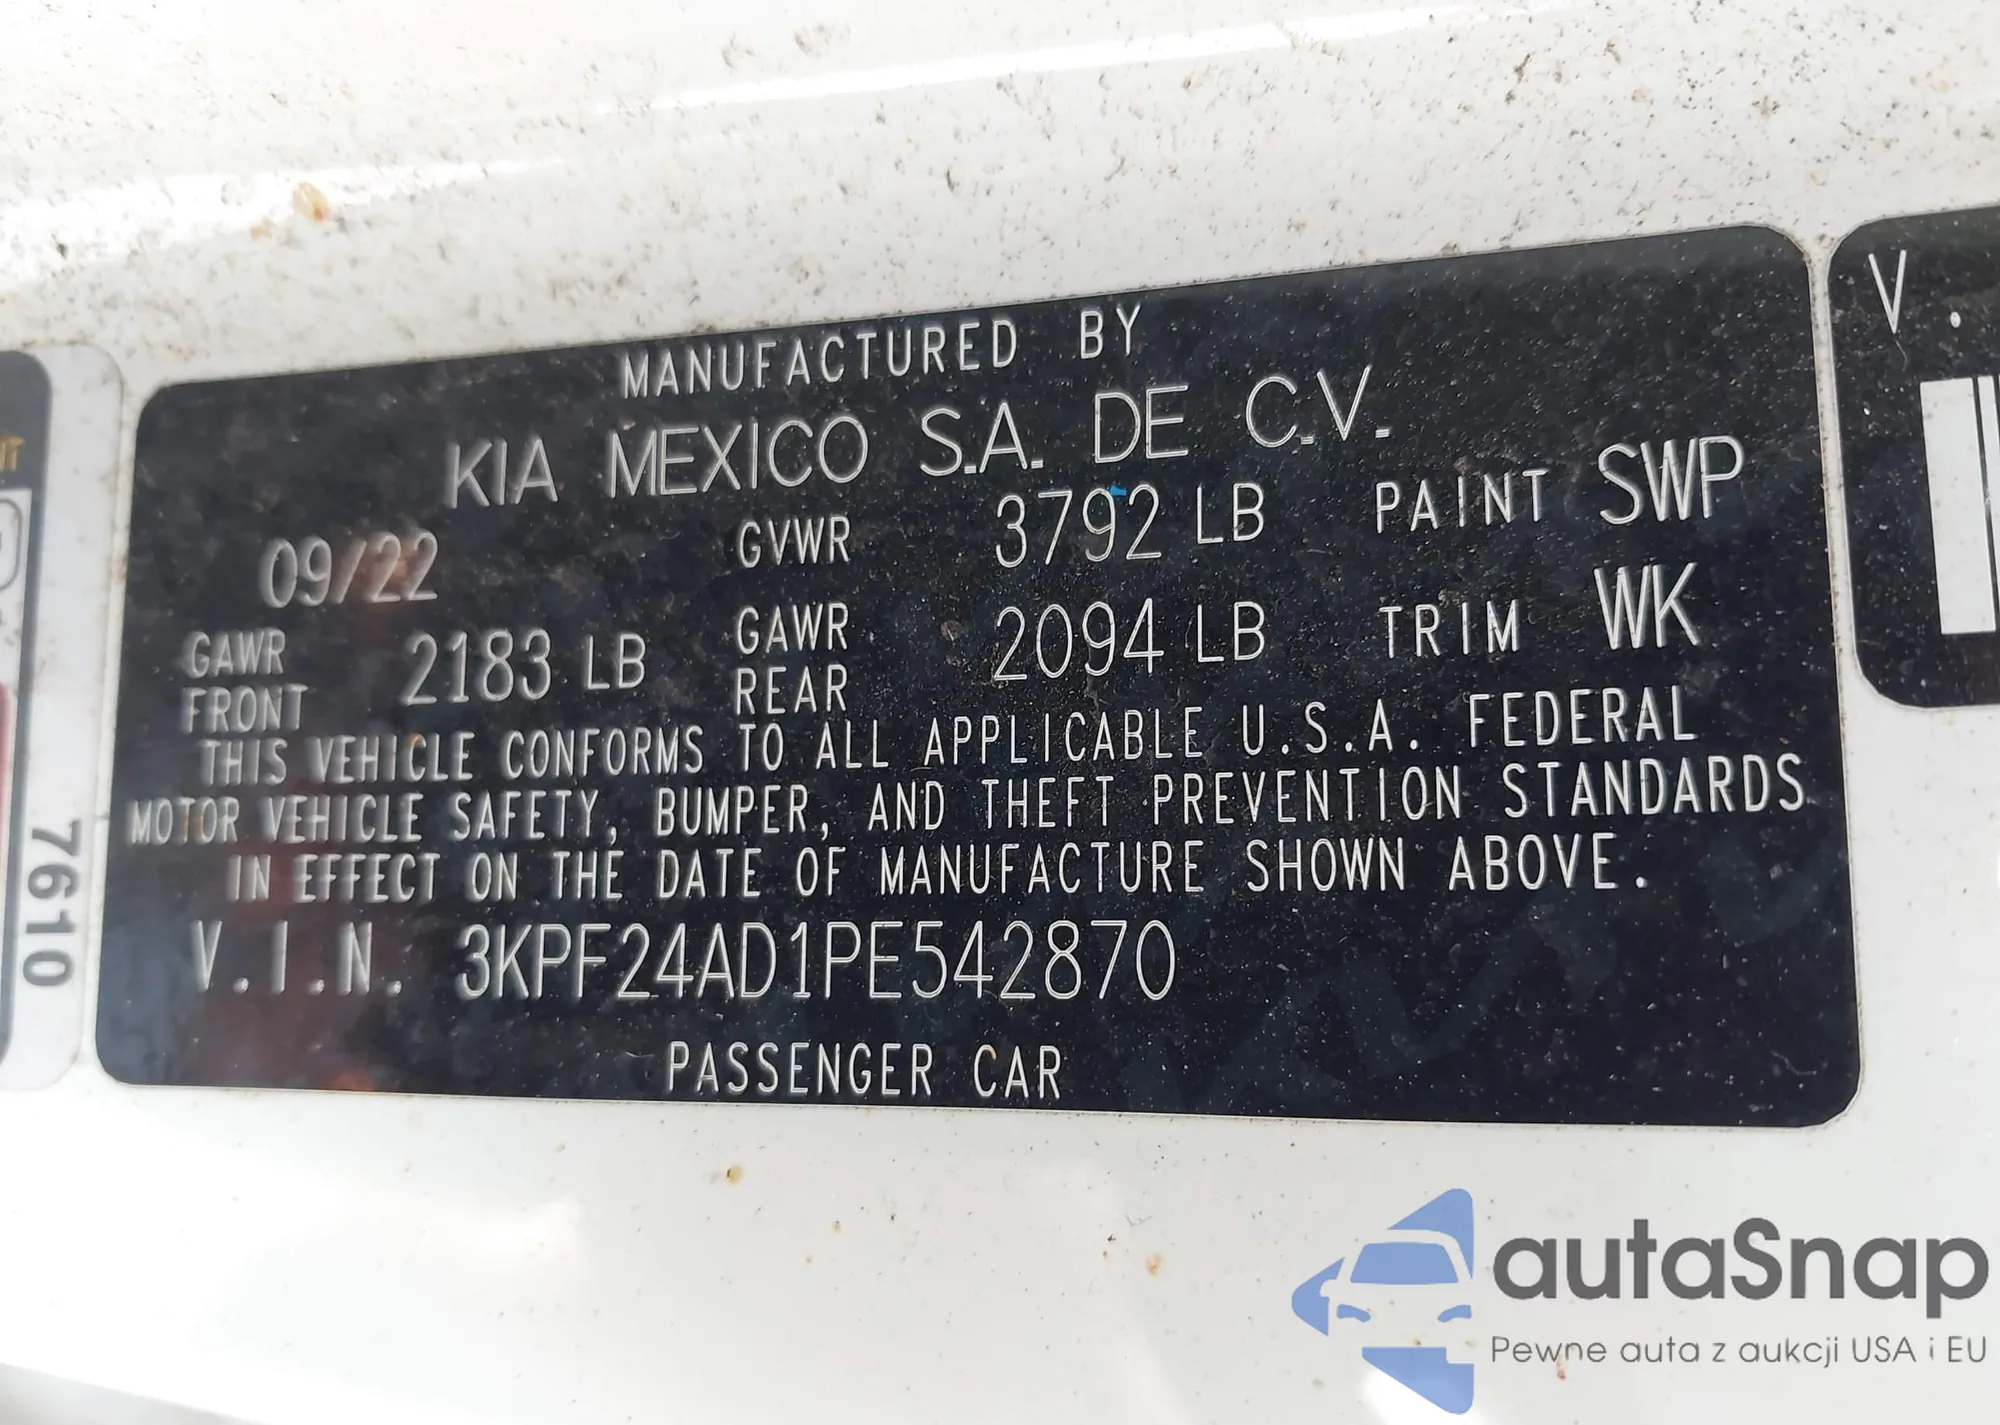 MANUFACTURED BY
KIA MEXICO S.A. DE C.V.
09/22 GVWR 3792 LB PAINT SWP
GAWR FRONT 2183 LB GAWR REAR 2094 LB TRIM WK
THIS VEHICLE CONFORMS TO ALL APPLICABLE U.S.A. FEDERAL
MOTOR VEHICLE SAFETY, BUMPER, AND THEFT PREVENTION STANDARDS
IN EFFECT ON THE DATE OF MANUFACTURE SHOWN ABOVE.
V.I.N. 3KPF24AD1PE542870
PASSENGER CAR
7610
V.
autaSnap
Pewne auta z aukcji USA i EU